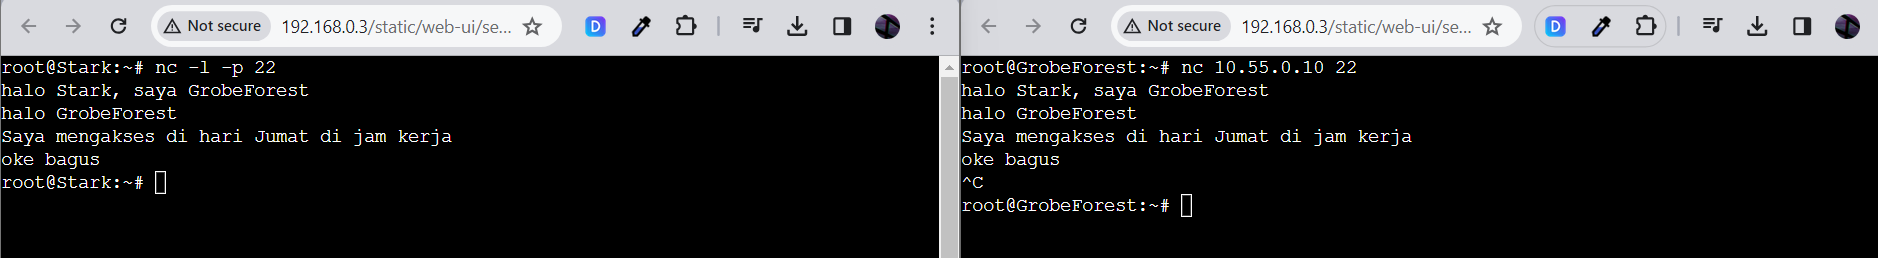 Not secure 192.168.0.3/static/web-ui/se...
root@Stark:~# nc -l -p 22
halo Stark, saya GrobeForest
halo GrobeForest
Saya mengakses di hari Jumat di jam kerja
oke bagus
root@Stark:~#
Not secure 192.168.0.3/static/web-ui/se...
root@GrobeForest:~# nc 10.55.0.10 22
halo Stark, saya GrobeForest
halo GrobeForest
Saya mengakses di hari Jumat di jam kerja
oke bagus
^C
root@GrobeForest:~#